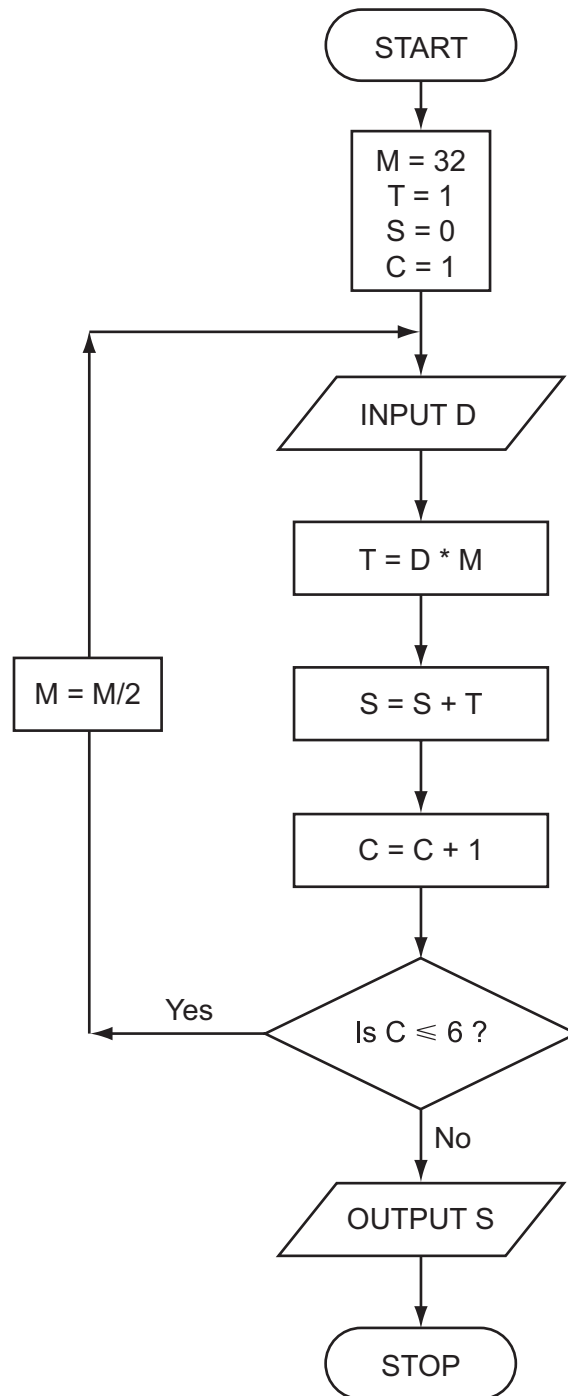 START
M = 32
T = 1
S = 0
C = 1
INPUT D
T = D * M
M = M/2
S = S + T
C = C + 1
Yes
Is C ⩽ 6 ?
No
OUTPUT S
STOP